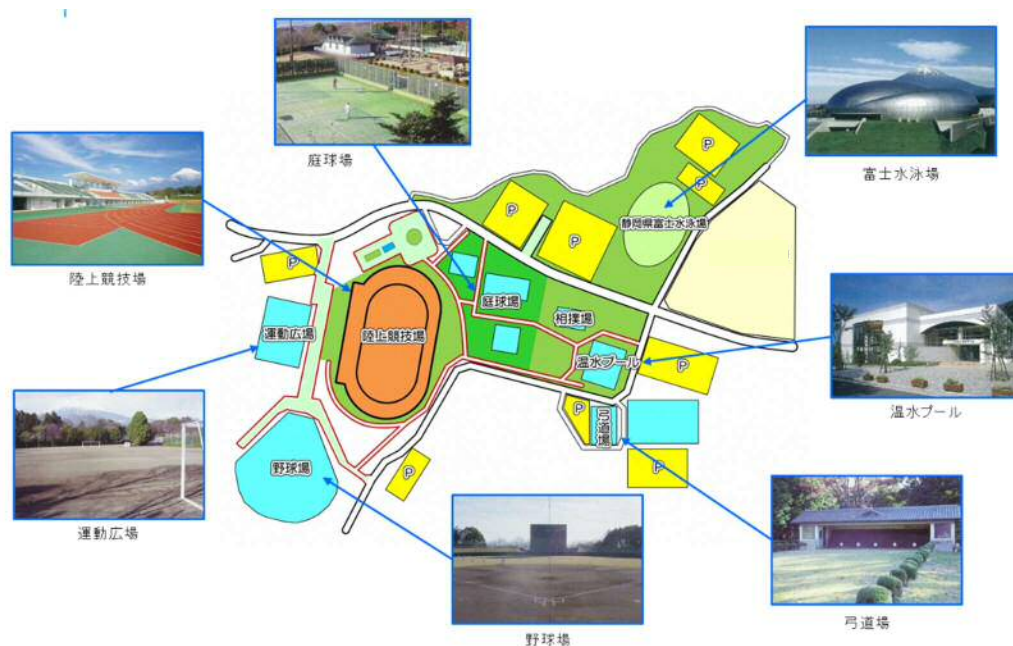 庭球場
富士水泳場
陸上競技場
P
P
P
P
静岡県富士水泳場
P
庭球場
相撲場
運動広場
陸上競技場
温水プール
P
温水プール
P
弓道場
野球場
P
P
運動広場
野球場
弓道場